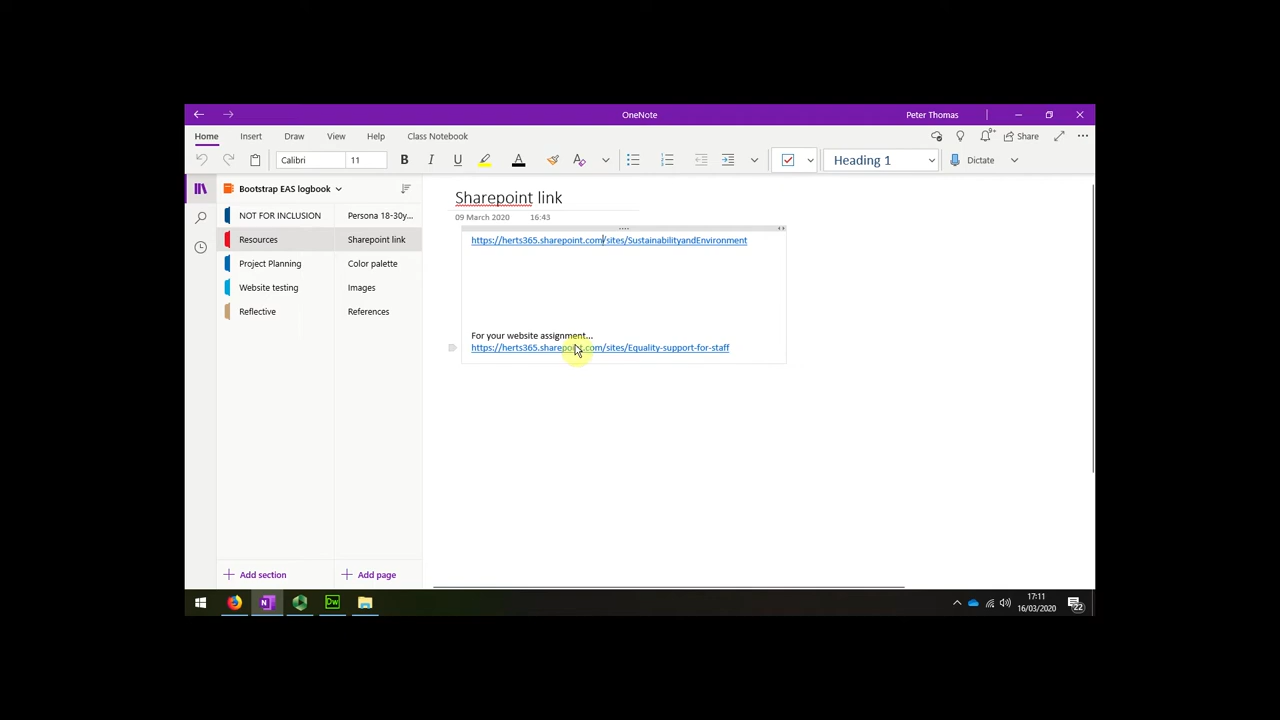 OneNote
Peter Thomas
Home Insert Draw View Help Class Notebook
Share
Calibri 11 B I U A A Heading 1 Dictate
Bootstrap EAS logbook
NOT FOR INCLUSION
Resources
Project Planning
Website testing
Reflective
Persona 18-30y...
Sharepoint link
Color palette
Images
References
Sharepoint link
09 March 2020 16:43
https://herts365.sharepoint.com/sites/SustainabilityandEnvironment
For your website assignment...
https://herts365.sharepoint.com/sites/Equality-support-for-staff
Add section
Add page
N
Dw
17:11
16/03/2020
22